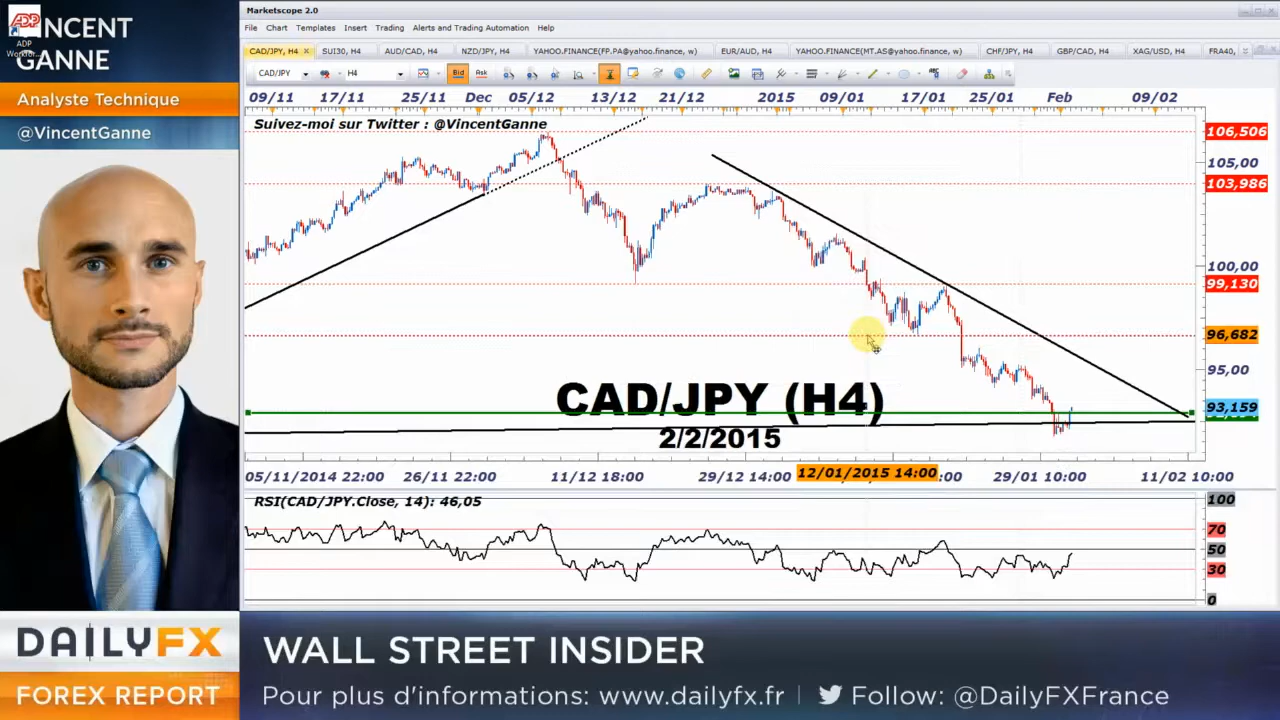 ADP
VINCENT
ADP
GANNE
Analyste Technique
@VincentGanne
Marketscope 2.0
File Chart Templates Insert Trading Alerts and Trading Automation Help
CAD/JPY, H4 SUI30, H4 AUD/CAD, H4 NZD/JPY, H4 YAHOO.FINANCE(FP.PA@yahoo.finance, w) EUR/AUD, H4 YAHOO.FINANCE(MT.AS@yahoo.finance, w) CHF/JPY, H4 GBP/CAD, H4 XAG/USD, H4 FRA40,
CAD/JPY H4 Bid Ask ABC
09/11 17/11 25/11 Dec 05/12 13/12 21/12 2015 09/01 17/01 25/01 Feb 09/02
Suivez-moi sur Twitter : @VincentGanne
106,506
105,00
103,986
100,00
99,130
96,682
95,00
93,159
CAD/JPY (H4)
2/2/2015
05/11/2014 22:00 26/11 22:00 11/12 18:00 29/12 14:00 12/01/2015 14:00 :00 29/01 10:00 11/02 10:00
RSI(CAD/JPY.Close, 14): 46,05
100
70
50
30
0
DAILYFX
FOREX REPORT
WALL STREET INSIDER
Pour plus d'informations: www.dailyfx.fr | Follow: @DailyFXFrance